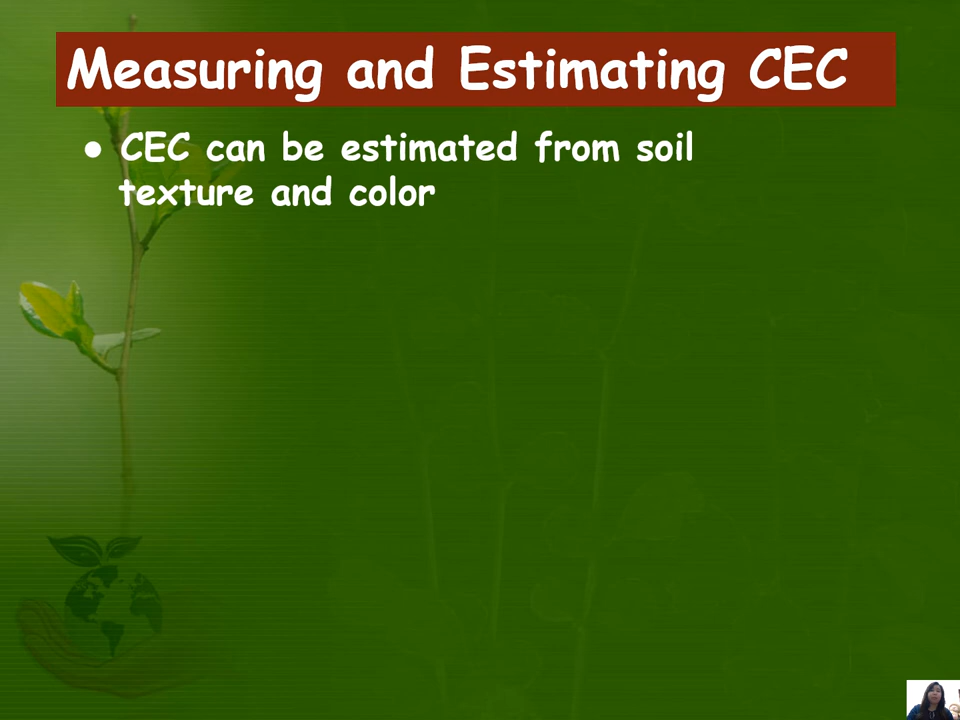 Measuring and Estimating CEC
● CEC can be estimated from soil
texture and color